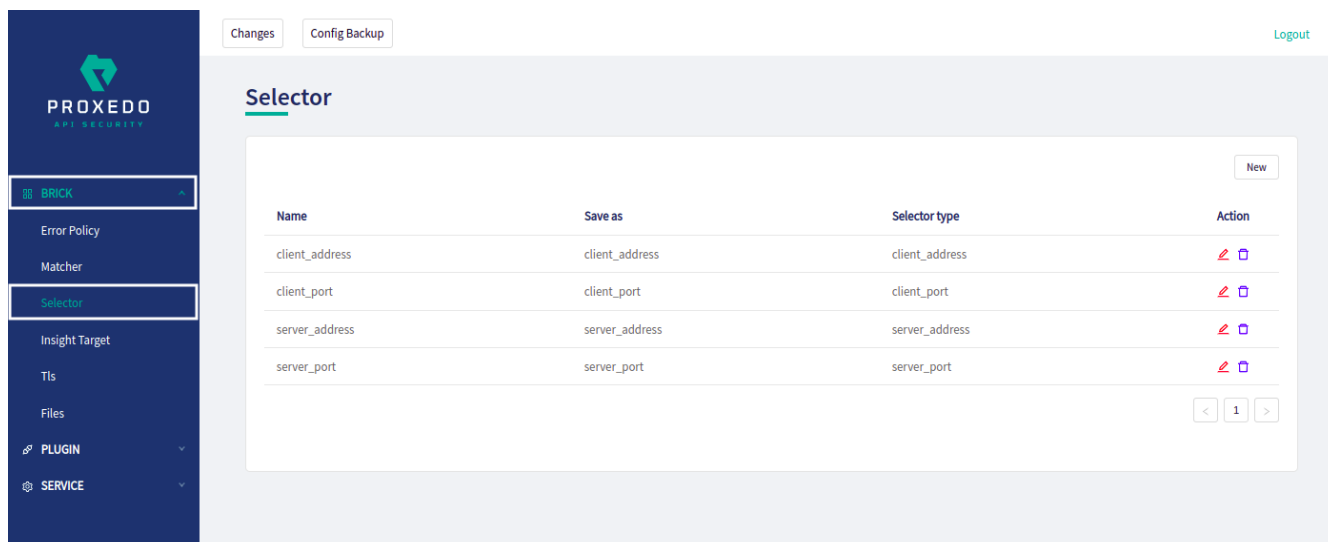 Changes Config Backup Logout
PROXEDO
API SECURITY
BRICK
Error Policy
Matcher
Selector
Insight Target
Tls
Files
PLUGIN
SERVICE
Selector
New
Name Save as Selector type Action
client_address client_address client_address
client_port client_port client_port
server_address server_address server_address
server_port server_port server_port
< 1 >